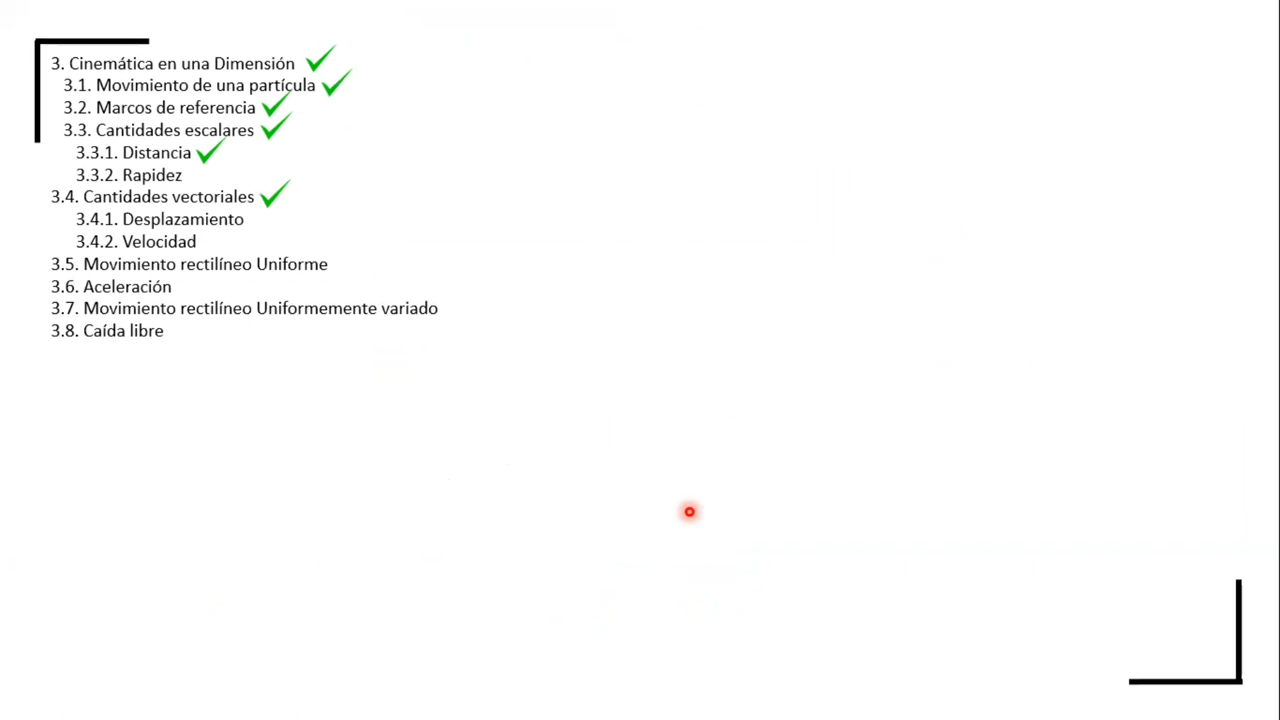 3. Cinemática en una Dimensión
3.1. Movimiento de una partícula
3.2. Marcos de referencia
3.3. Cantidades escalares
3.3.1. Distancia
3.3.2. Rapidez
3.4. Cantidades vectoriales
3.4.1. Desplazamiento
3.4.2. Velocidad
3.5. Movimiento rectilíneo Uniforme
3.6. Aceleración
3.7. Movimiento rectilíneo Uniformemente variado
3.8. Caída libre